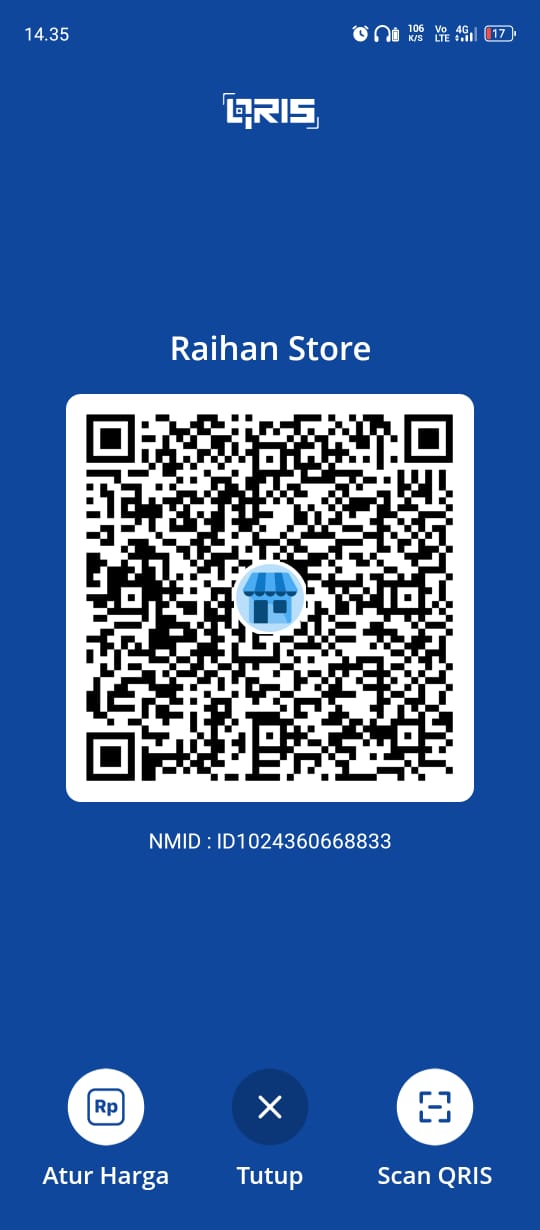 14.35
106
K/S
Vo
LTE
4G
17
QRIS
Raihan Store
NMID : ID1024360668833
Rp
Atur Harga
Tutup
Scan QRIS